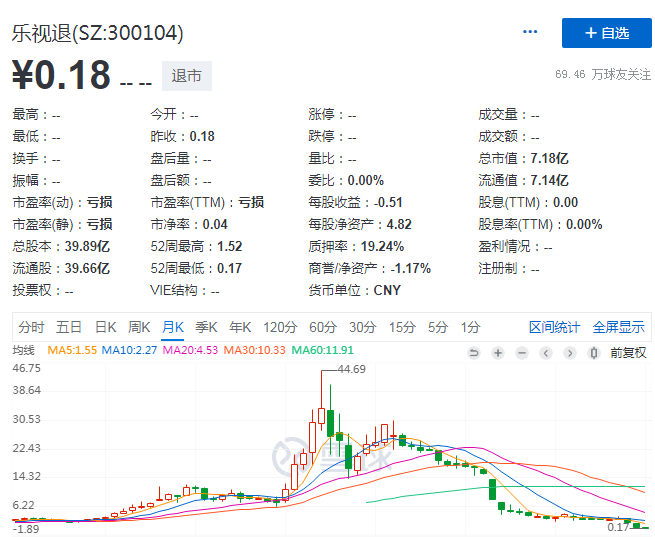 乐视退(SZ:300104)
··· + 自选
¥0.18 -- -- 退市
69.46 万球友关注
最高：-- 今开：-- 涨停：-- 成交量：--
最低：-- 昨收：0.18 跌停：-- 成交额：--
换手：-- 盘后量：-- 量比：-- 总市值：7.18亿
振幅：-- 盘后额：-- 委比：0.00% 流通值：7.14亿
市盈率(动)：亏损 市盈率(TTM)：亏损 每股收益：-0.51 股息(TTM)：0.00
市盈率(静)：亏损 市净率：0.04 每股净资产：4.82 股息率(TTM)：0.00%
总股本：39.89亿 52周最高：1.52 质押率：19.24% 盈利情况：--
流通股：39.66亿 52周最低：0.17 商誉/净资产：-1.17% 注册制：--
投票权：-- VIE结构：-- 货币单位：CNY
分时 五日 日K 周K 月K 季K 年K 120分 60分 30分 15分 5分 1分 区间统计 全屏显示
均线 MA5:1.55 MA10:2.27 MA20:4.53 MA30:10.33 MA60:11.91 前复权
46.75
44.69
38.64
30.53
22.43
14.32
6.22
-1.89
0.17
雪球